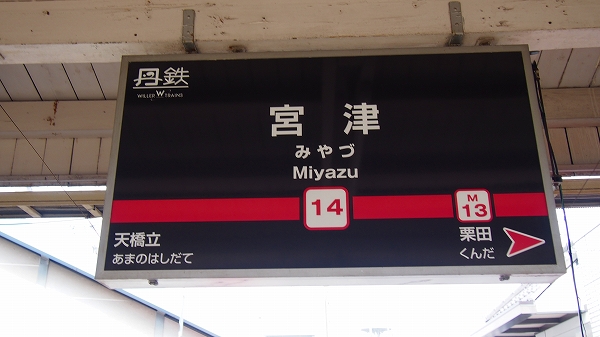 丹鉄
WILLER TRAINS
宮津
みやづ
Miyazu
14
M
13
天橋立
あまのはしだて
栗田
くんだ